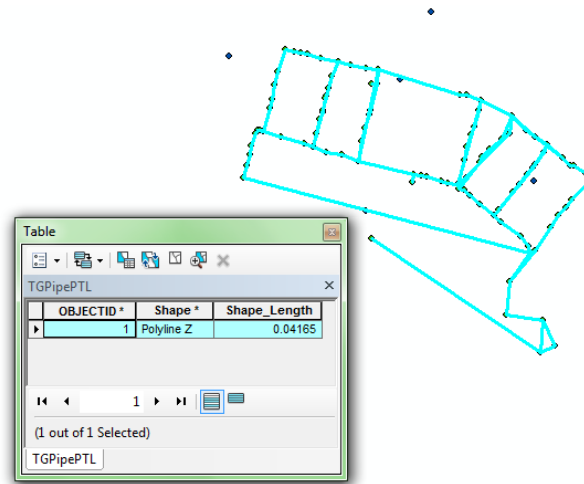 Table
TGPipePTL
OBJECTID * Shape * Shape_Length
1 Polyline Z 0.04165
1
(1 out of 1 Selected)
TGPipePTL